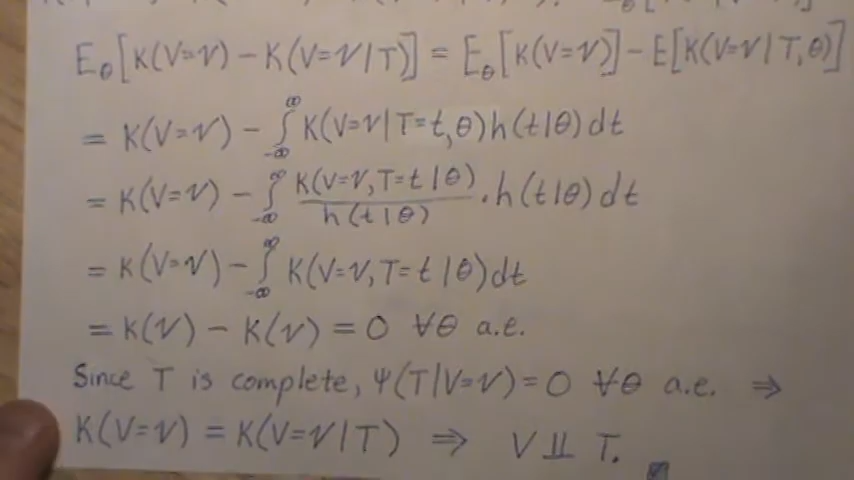 E_θ[K(V=v) − K(V=v|T)] = E_θ[K(V=v)] − E[K(V=v|T,θ)]
= K(V=v) − ∫_{-∞}^{∞} K(V=v|T=t,θ)h(t|θ)dt
= K(V=v) − ∫_{-∞}^{∞} K(V=v,T=t|θ)/h(t|θ) · h(t|θ)dt
= K(V=v) − ∫_{-∞}^{∞} K(V=v,T=t|θ)dt
= K(v) − K(v) = 0 ∀θ a.e.
Since T is complete, Ψ(T|V=v) = 0 ∀θ a.e. ⇒
K(V=v) = K(V=v|T) ⇒ V ⫫ T.